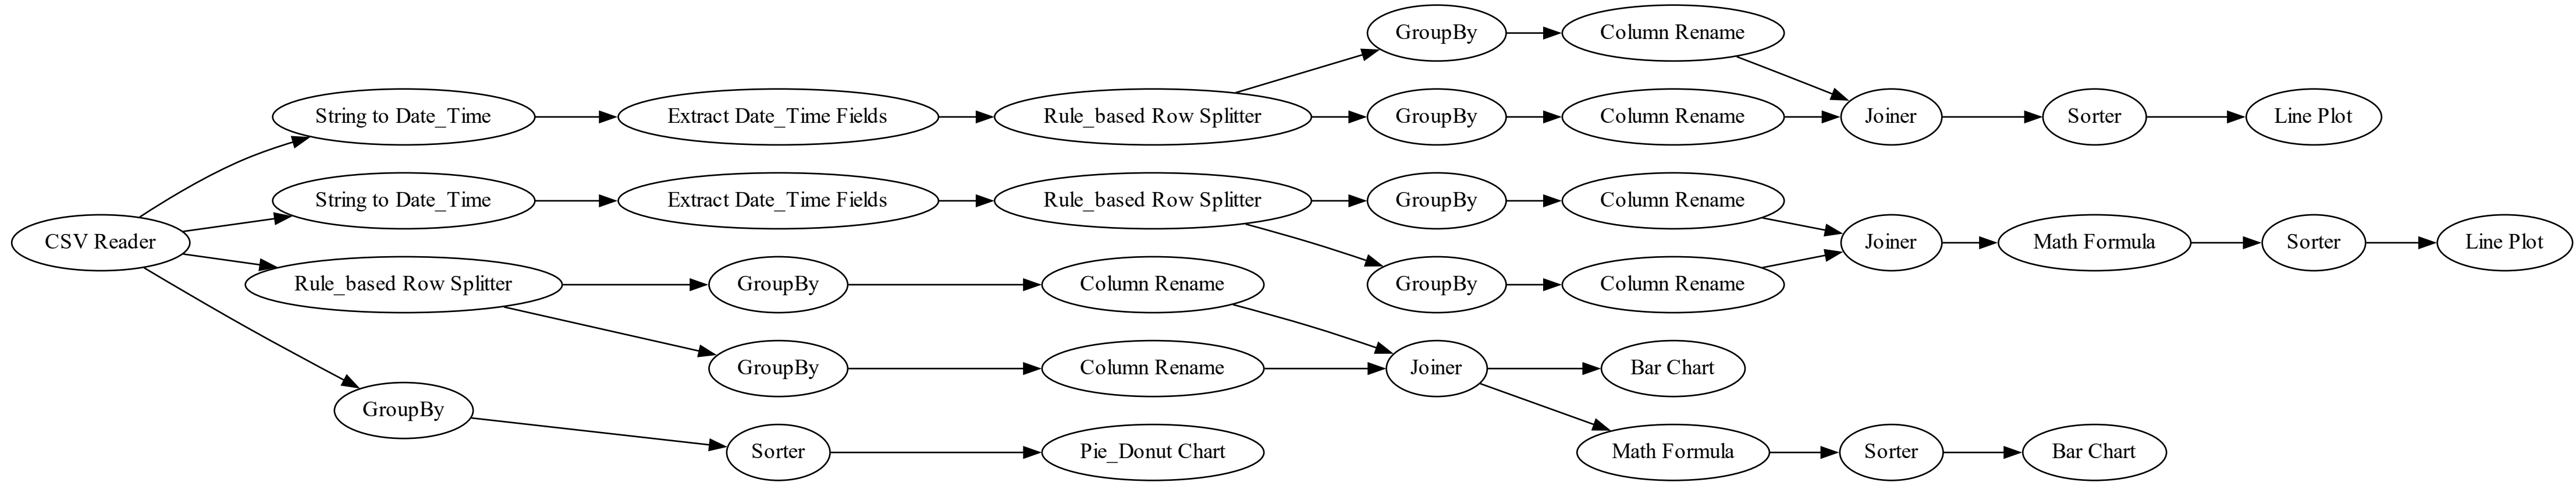 GroupBy
Column Rename
String to Date_Time
Extract Date_Time Fields
Rule_based Row Splitter
GroupBy
Column Rename
Joiner
Sorter
Line Plot
String to Date_Time
Extract Date_Time Fields
Rule_based Row Splitter
GroupBy
Column Rename
CSV Reader
Joiner
Math Formula
Sorter
Line Plot
Rule_based Row Splitter
GroupBy
Column Rename
GroupBy
Column Rename
GroupBy
Column Rename
Joiner
Bar Chart
GroupBy
Sorter
Pie_Donut Chart
Math Formula
Sorter
Bar Chart